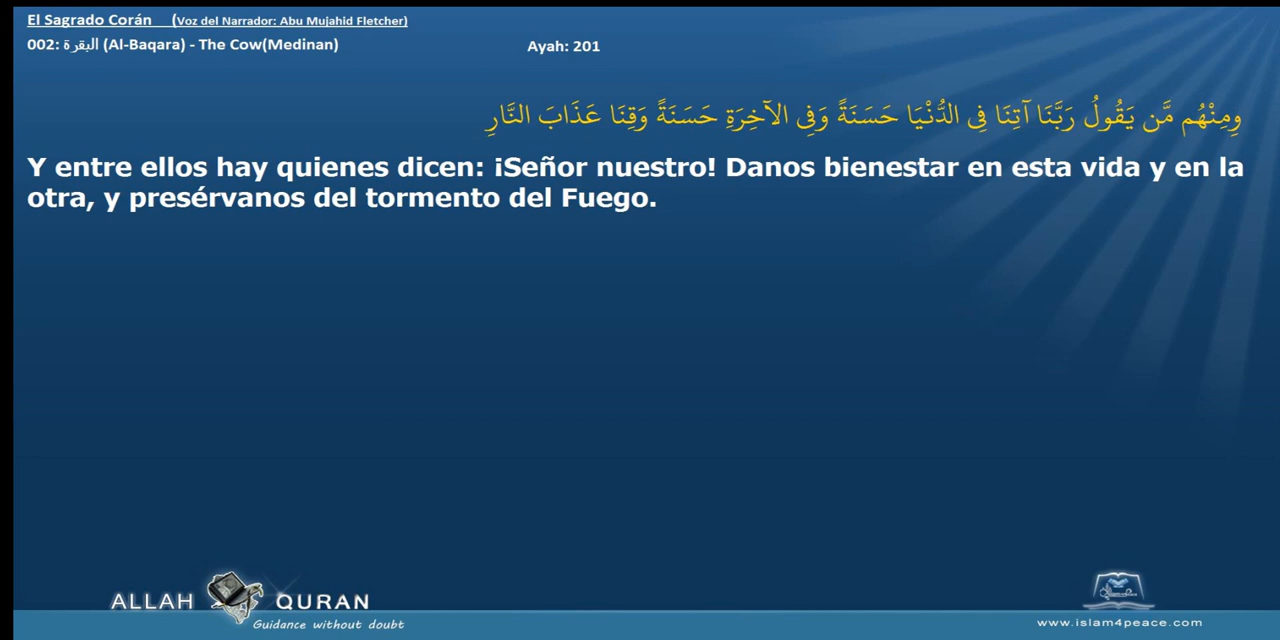 El Sagrado Corán (Voz del Narrador: Abu Mujahid Fletcher)
002: البقرة (Al-Baqara) - The Cow(Medinan) Ayah: 201
وِمِنْهُم مَّن يَقُولُ رَبَّنَا آتِنَا فِي الدُّنْيَا حَسَنَةً وَفِي الآخِرَةِ حَسَنَةً وَقِنَا عَذَابَ النَّارِ
Y entre ellos hay quienes dicen: ¡Señor nuestro! Danos bienestar en esta vida y en la
otra, y presérvanos del tormento del Fuego.
ALLAH QURAN
Guidance without doubt
www.islam4peace.com